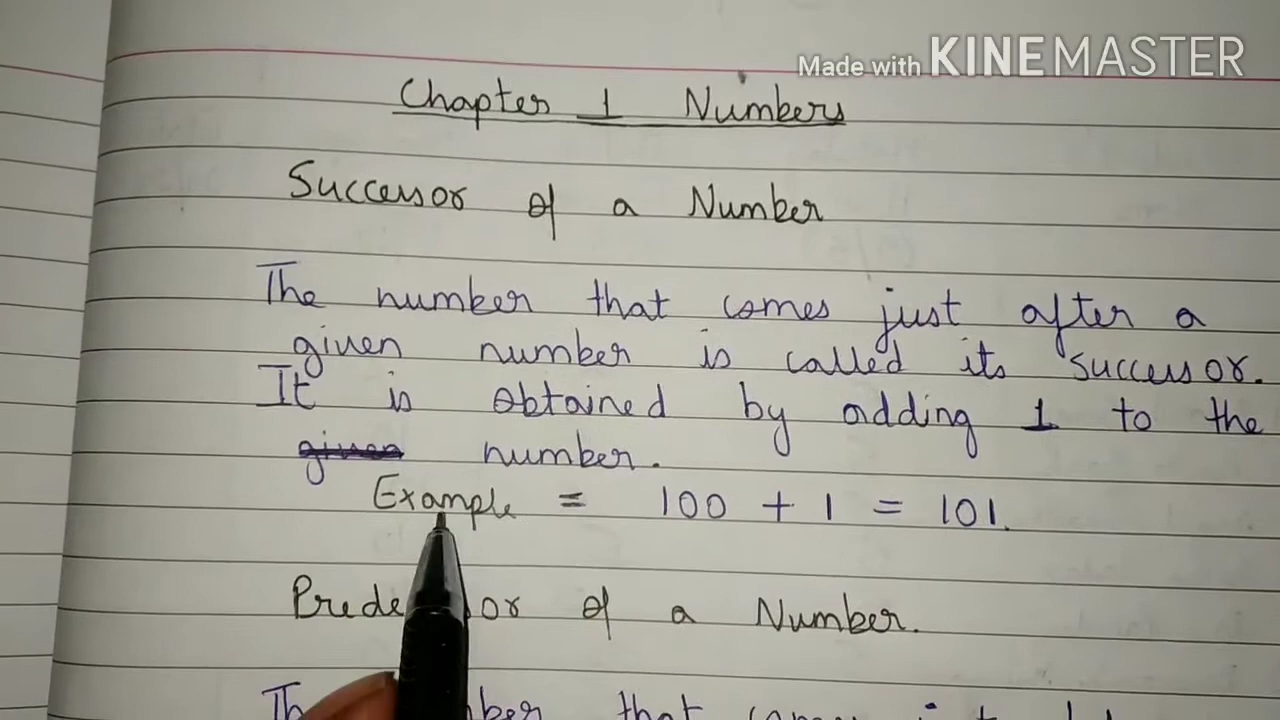 Made with KINEMASTER
Chapter 1 Numbers
Successor of a Number
The number that comes just after a
given number is called its successor.
It is obtained by adding 1 to the
given number.
Example = 100 + 1 = 101.
of a Number.
that